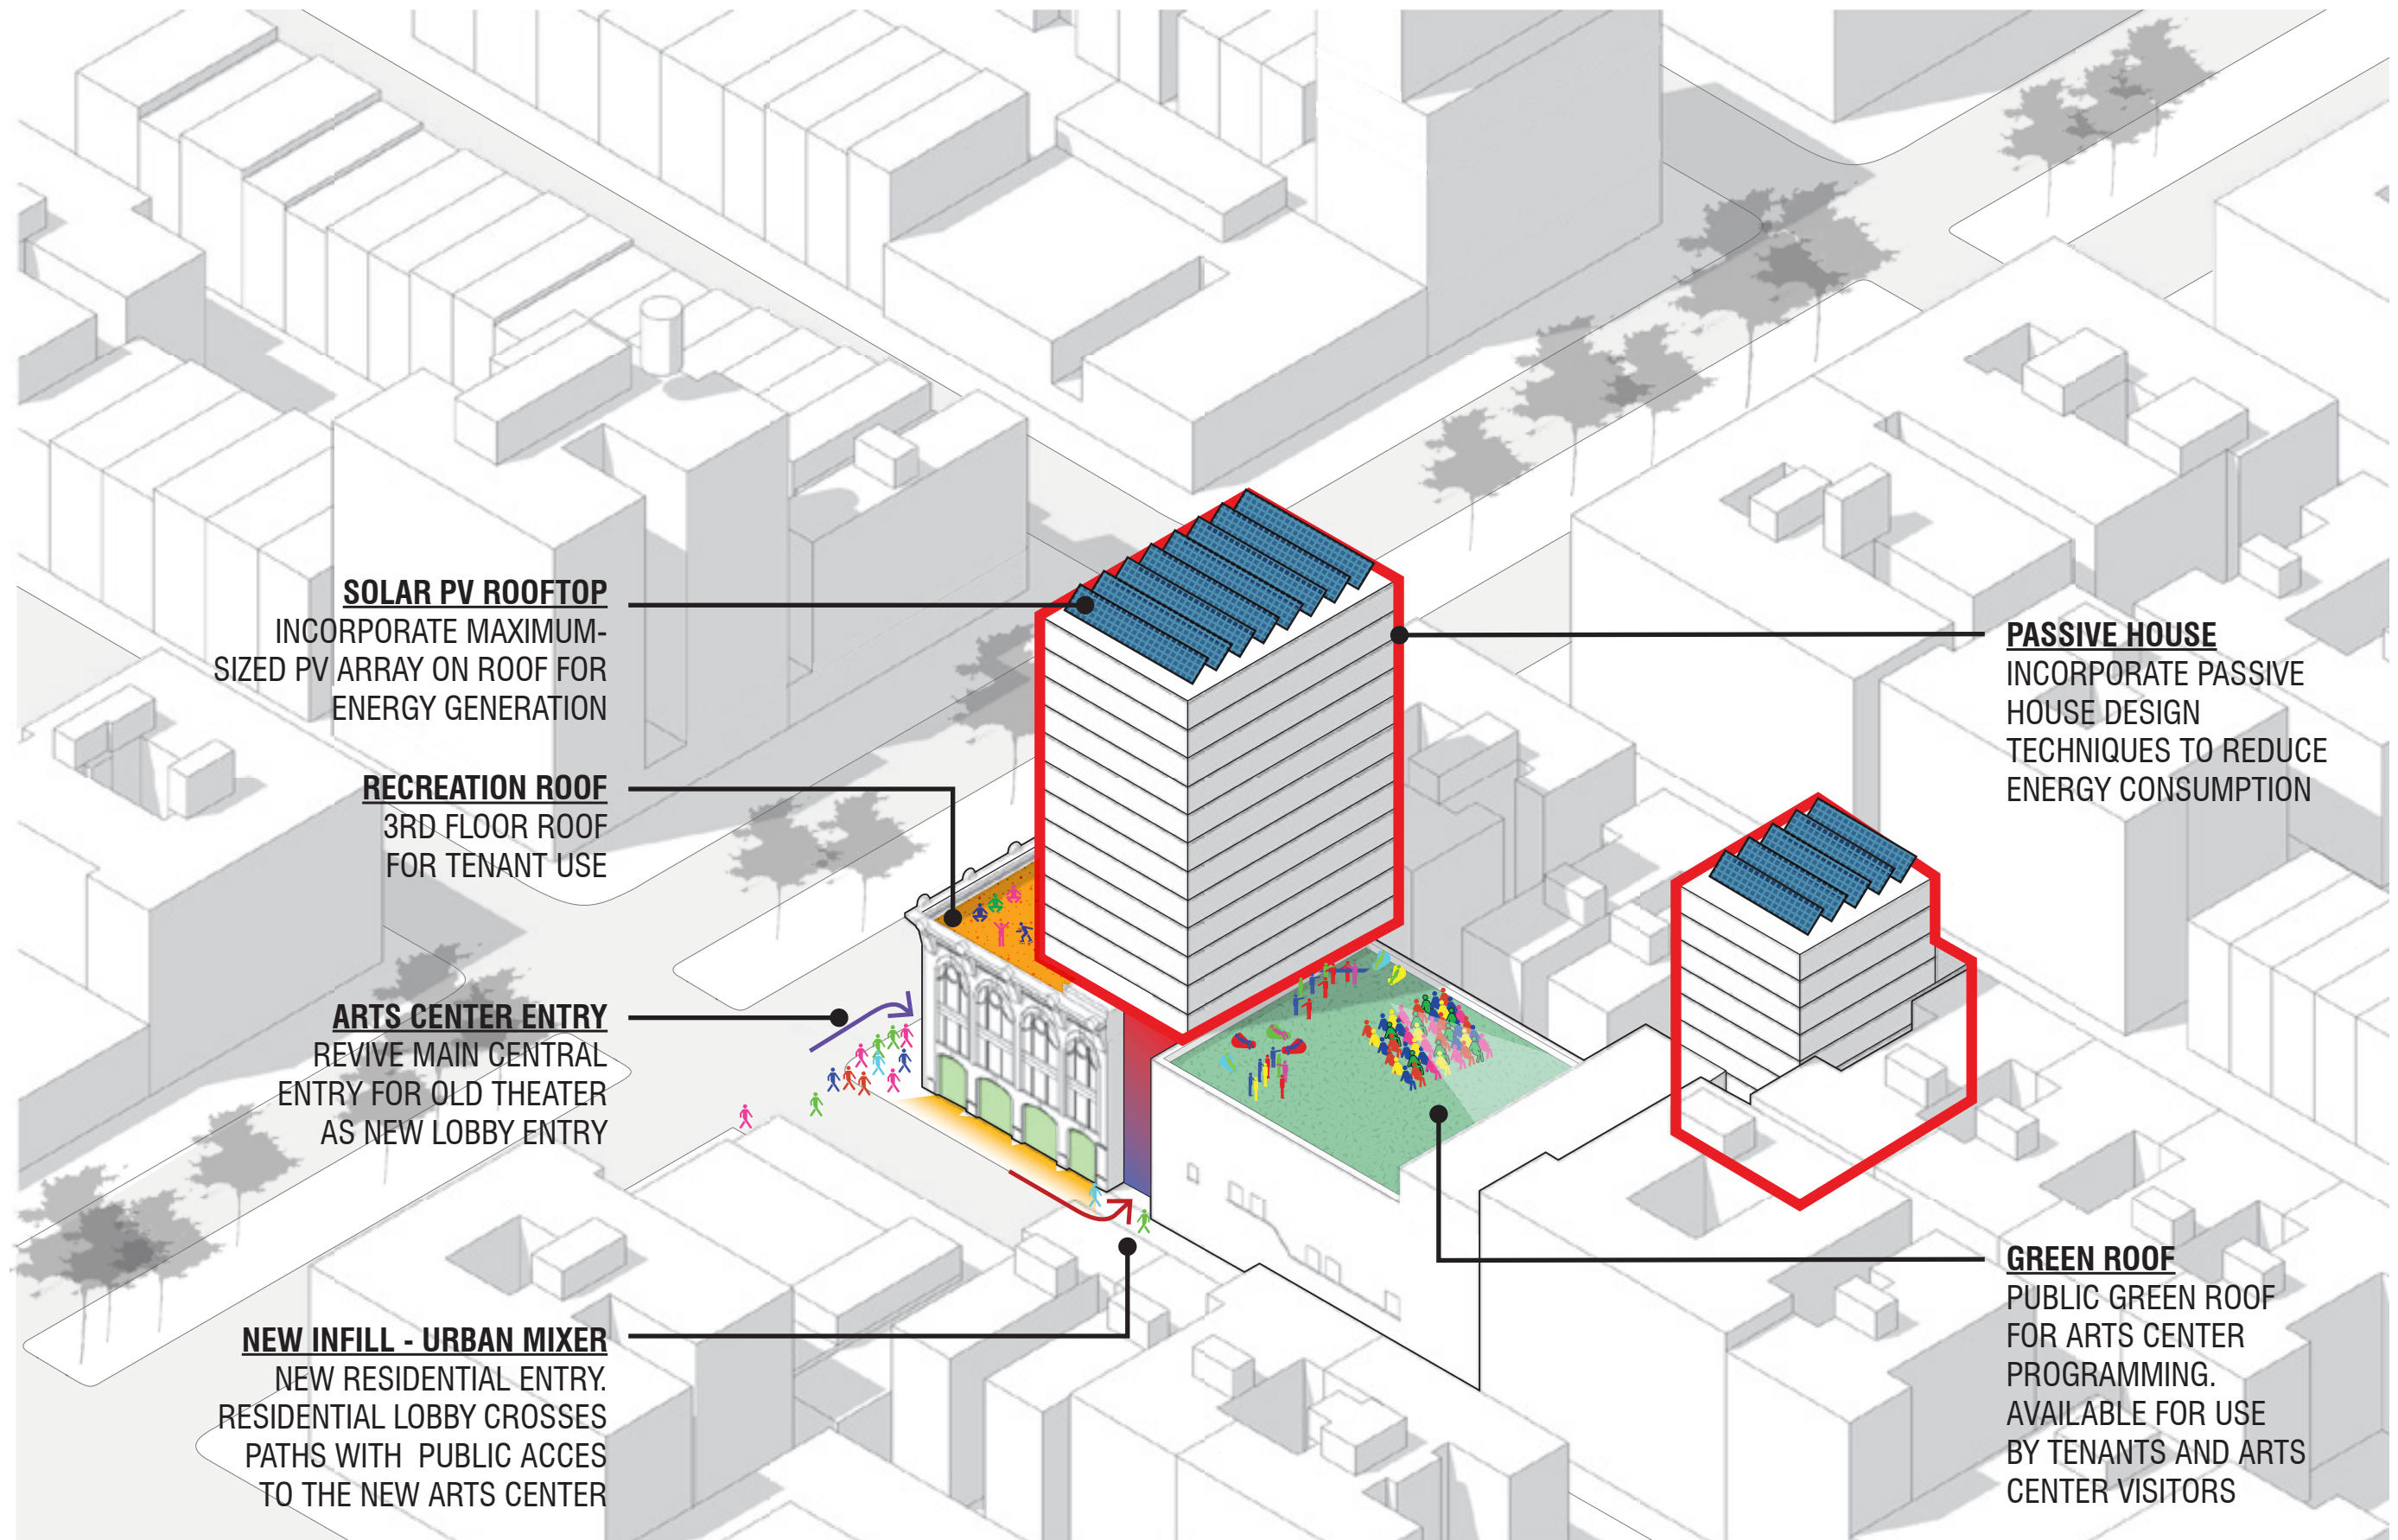 SOLAR PV ROOFTOP
INCORPORATE MAXIMUM-
SIZED PV ARRAY ON ROOF FOR
ENERGY GENERATION
RECREATION ROOF
3RD FLOOR ROOF
FOR TENANT USE
ARTS CENTER ENTRY
REVIVE MAIN CENTRAL
ENTRY FOR OLD THEATER
AS NEW LOBBY ENTRY
NEW INFILL - URBAN MIXER
NEW RESIDENTIAL ENTRY.
RESIDENTIAL LOBBY CROSSES
PATHS WITH PUBLIC ACCES
TO THE NEW ARTS CENTER
PASSIVE HOUSE
INCORPORATE PASSIVE
HOUSE DESIGN
TECHNIQUES TO REDUCE
ENERGY CONSUMPTION
GREEN ROOF
PUBLIC GREEN ROOF
FOR ARTS CENTER
PROGRAMMING.
AVAILABLE FOR USE
BY TENANTS AND ARTS
CENTER VISITORS